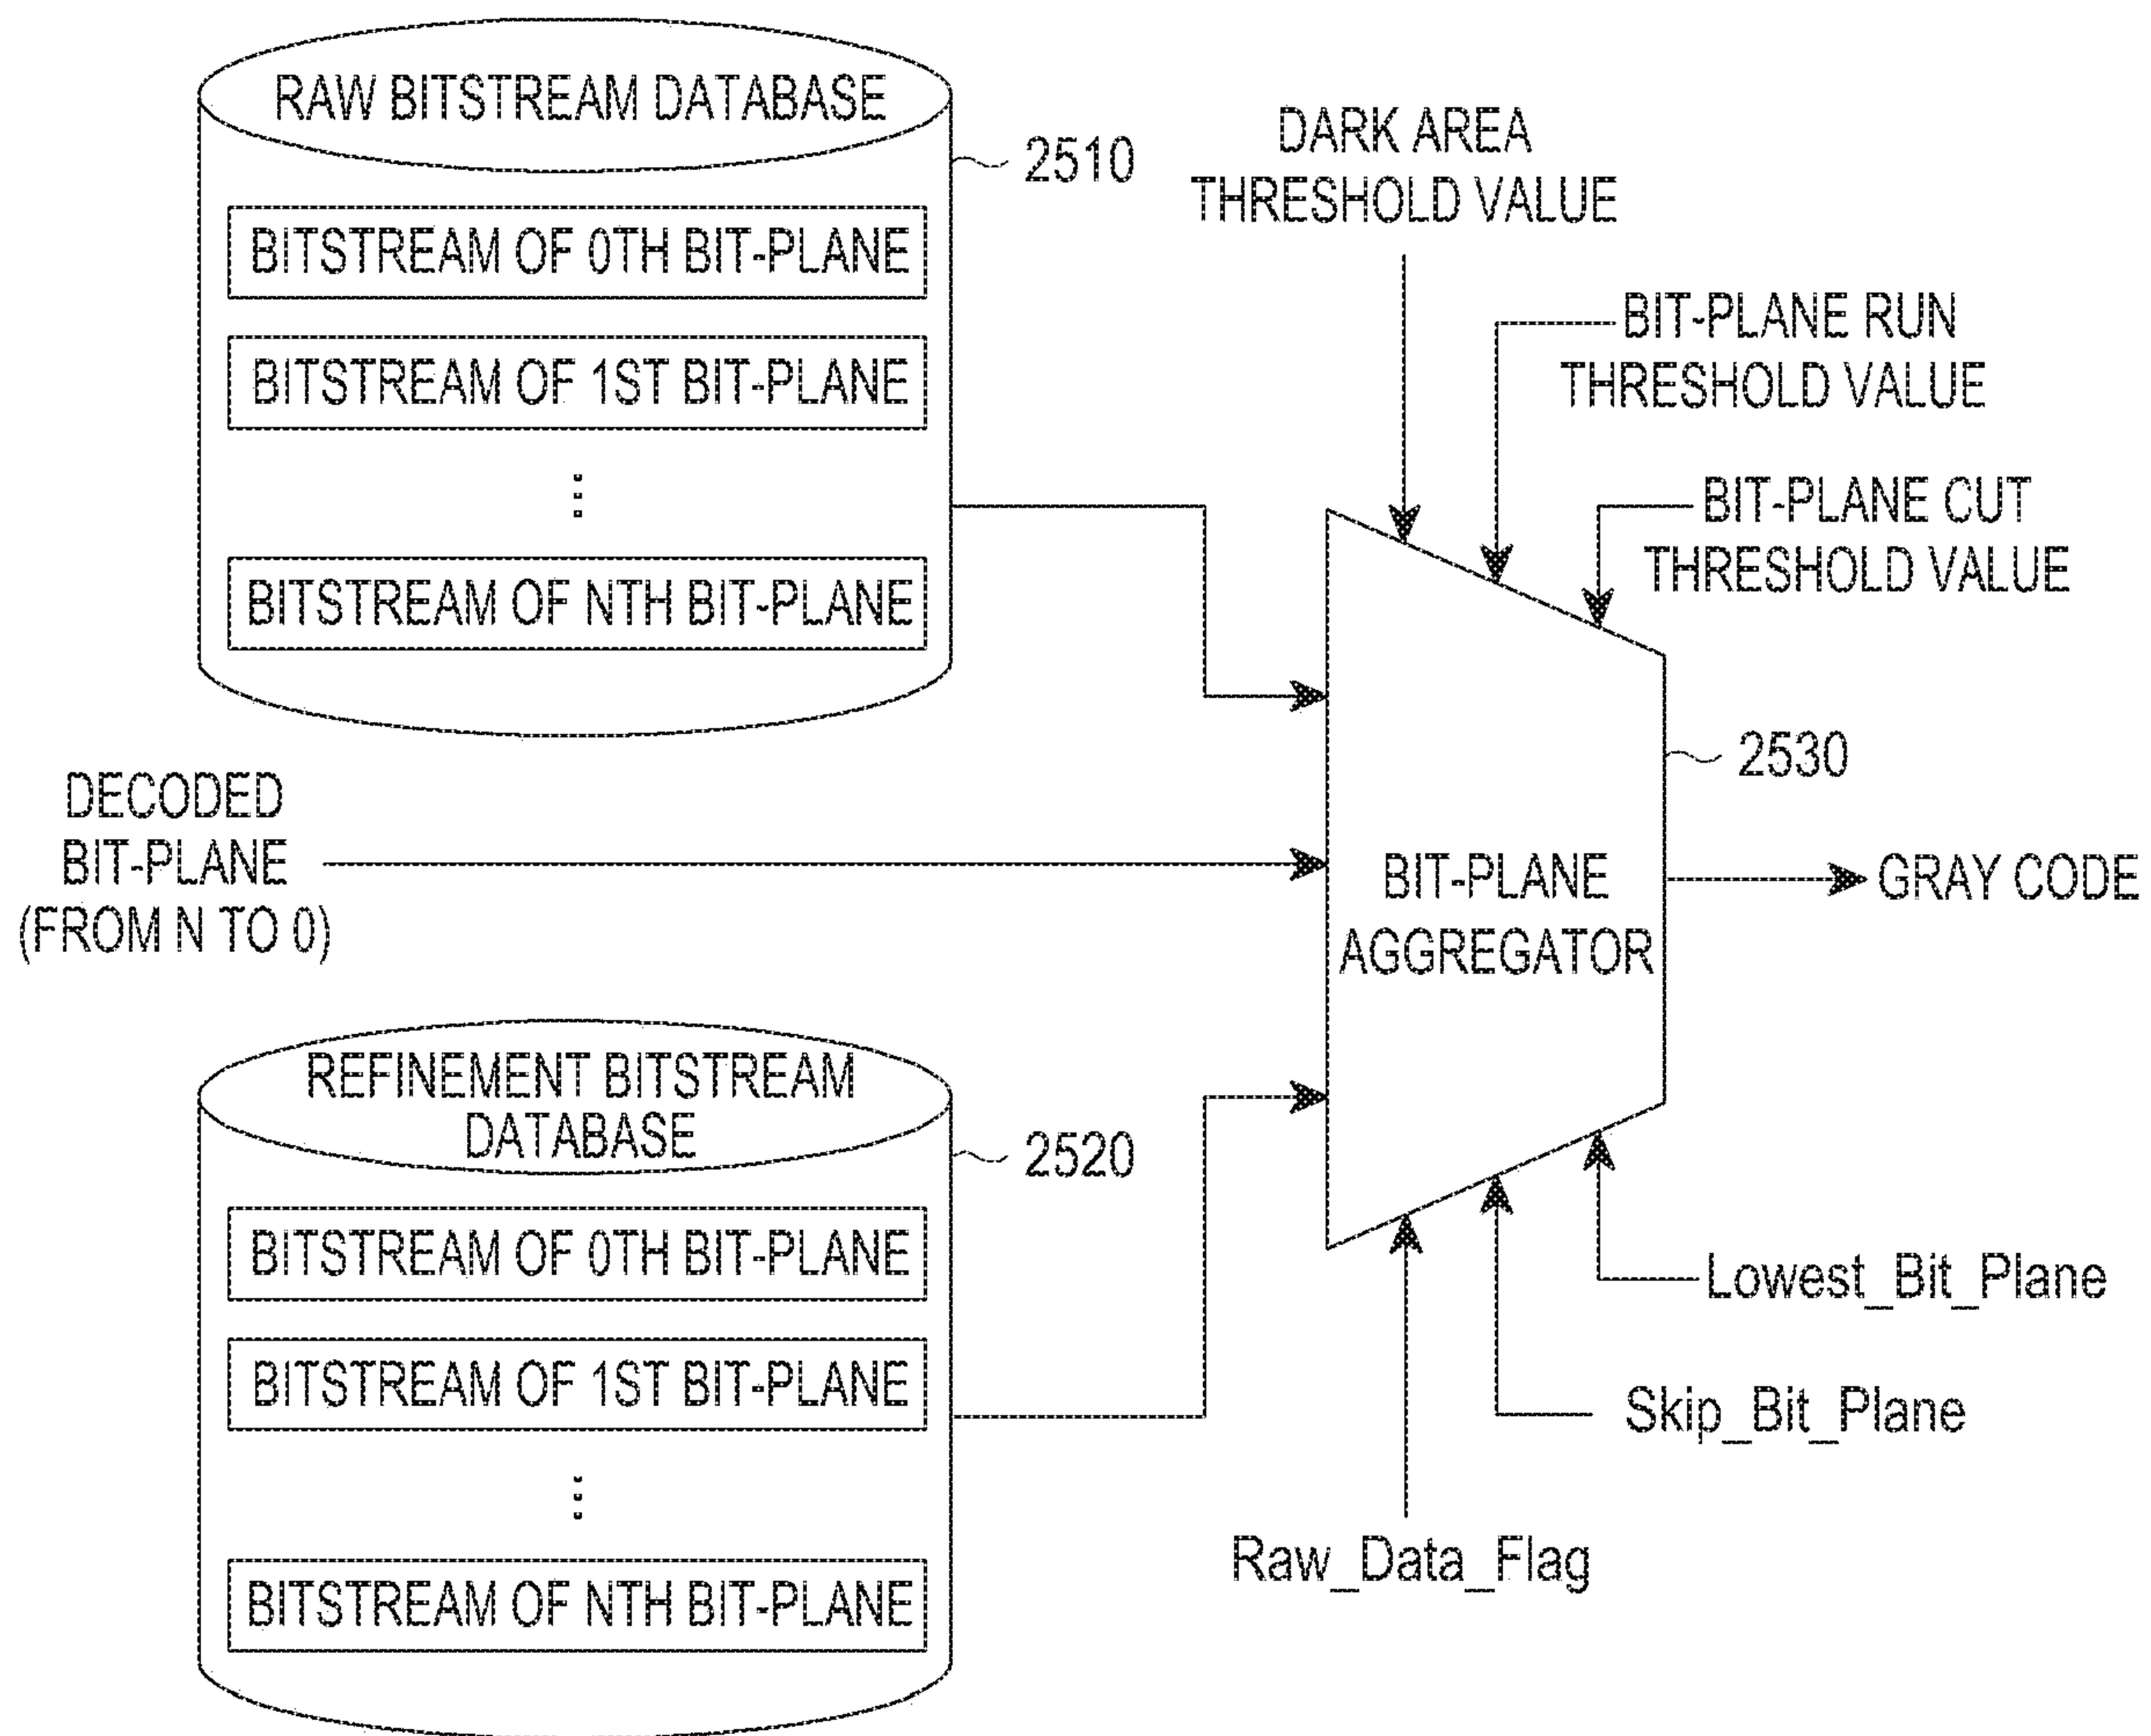 RAW BITSTREAM DATABASE
2510
BITSTREAM OF 0TH BIT-PLANE
BITSTREAM OF 1ST BIT-PLANE
⋮
BITSTREAM OF NTH BIT-PLANE
DARK AREA
THRESHOLD VALUE
BIT-PLANE RUN
THRESHOLD VALUE
BIT-PLANE CUT
THRESHOLD VALUE
DECODED
BIT-PLANE
(FROM N TO 0)
2530
BIT-PLANE
AGGREGATOR
GRAY CODE
REFINEMENT BITSTREAM
DATABASE
2520
BITSTREAM OF 0TH BIT-PLANE
BITSTREAM OF 1ST BIT-PLANE
⋮
BITSTREAM OF NTH BIT-PLANE
Lowest_Bit_Plane
Skip_Bit_Plane
Raw_Data_Flag